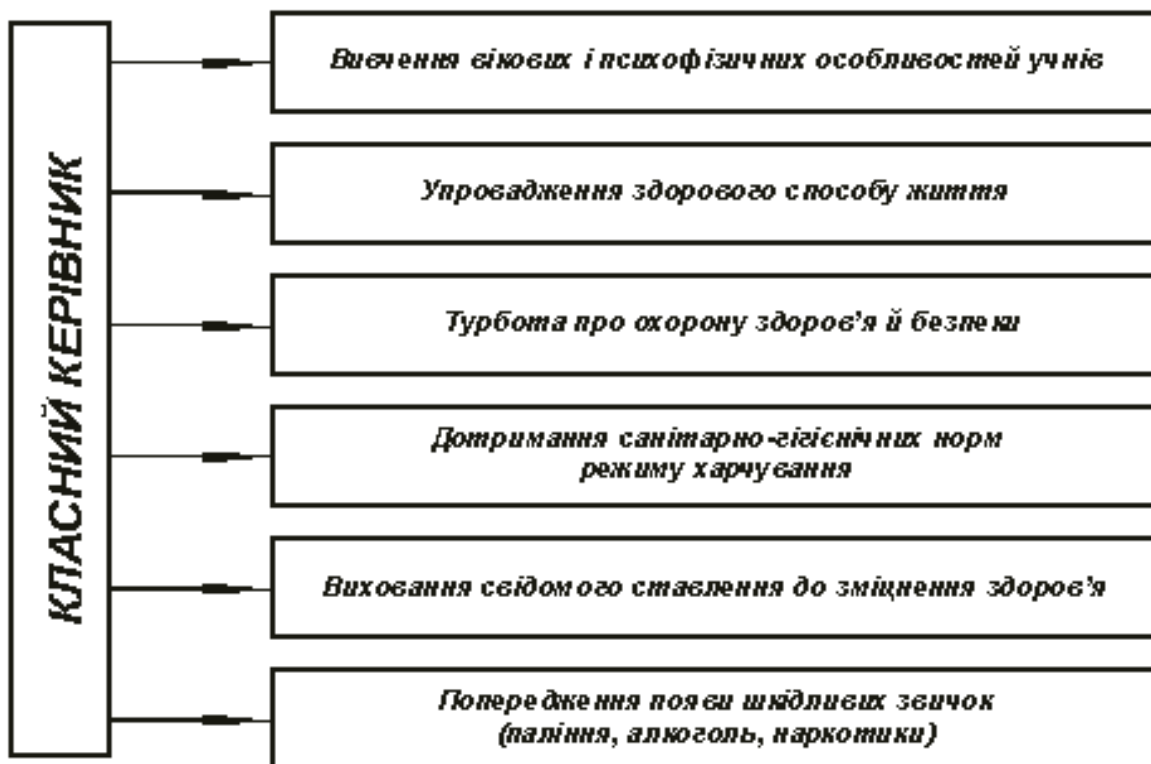 КЛАСНИЙ КЕРІВНИК
Вивчення вікових і психофізичних особливостей учнів
Упровадження здорового способу життя
Турбота про охорону здоров'я й безпеки
Дотримання санітарно-гігієнічних норм
режиму харчування
Виховання свідомого ставлення до зміцнення здоров'я
Попередження появи шкідливих звичок
(паління, алкоголь, наркотики)